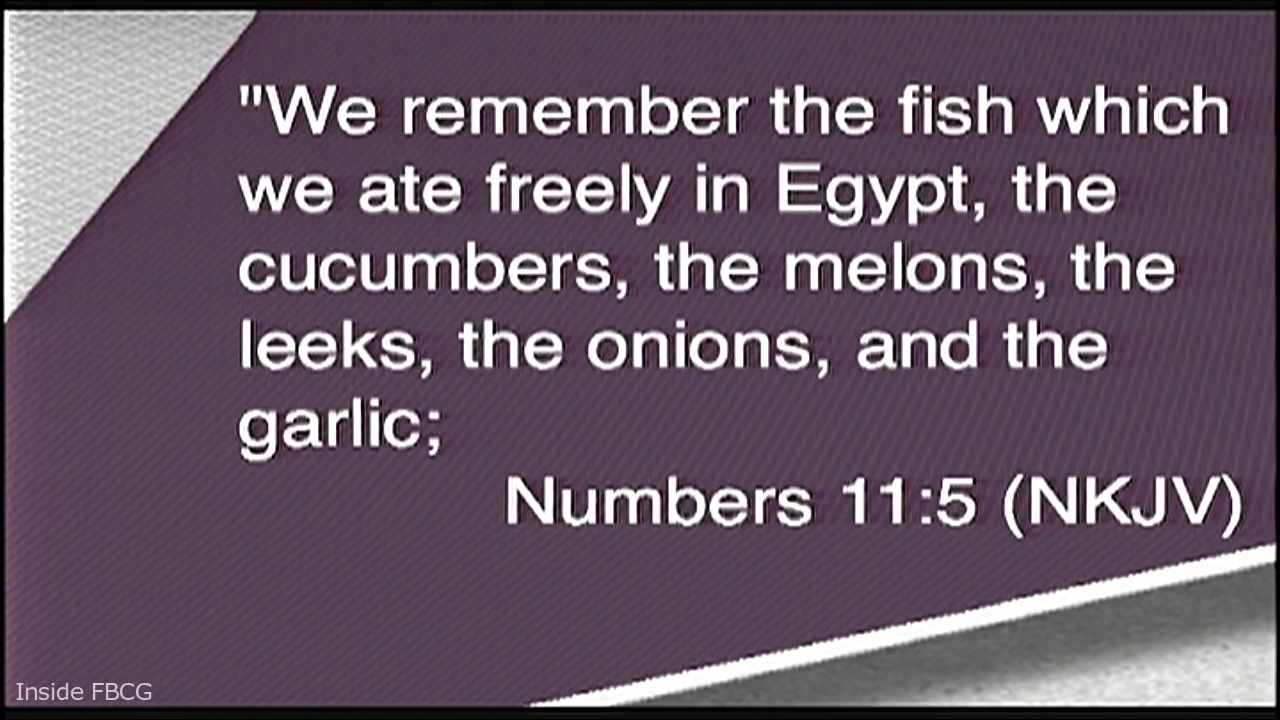 "We remember the fish which
we ate freely in Egypt, the
cucumbers, the melons, the
leeks, the onions, and the
garlic;
Numbers 11:5 (NKJV)
Inside FBCG